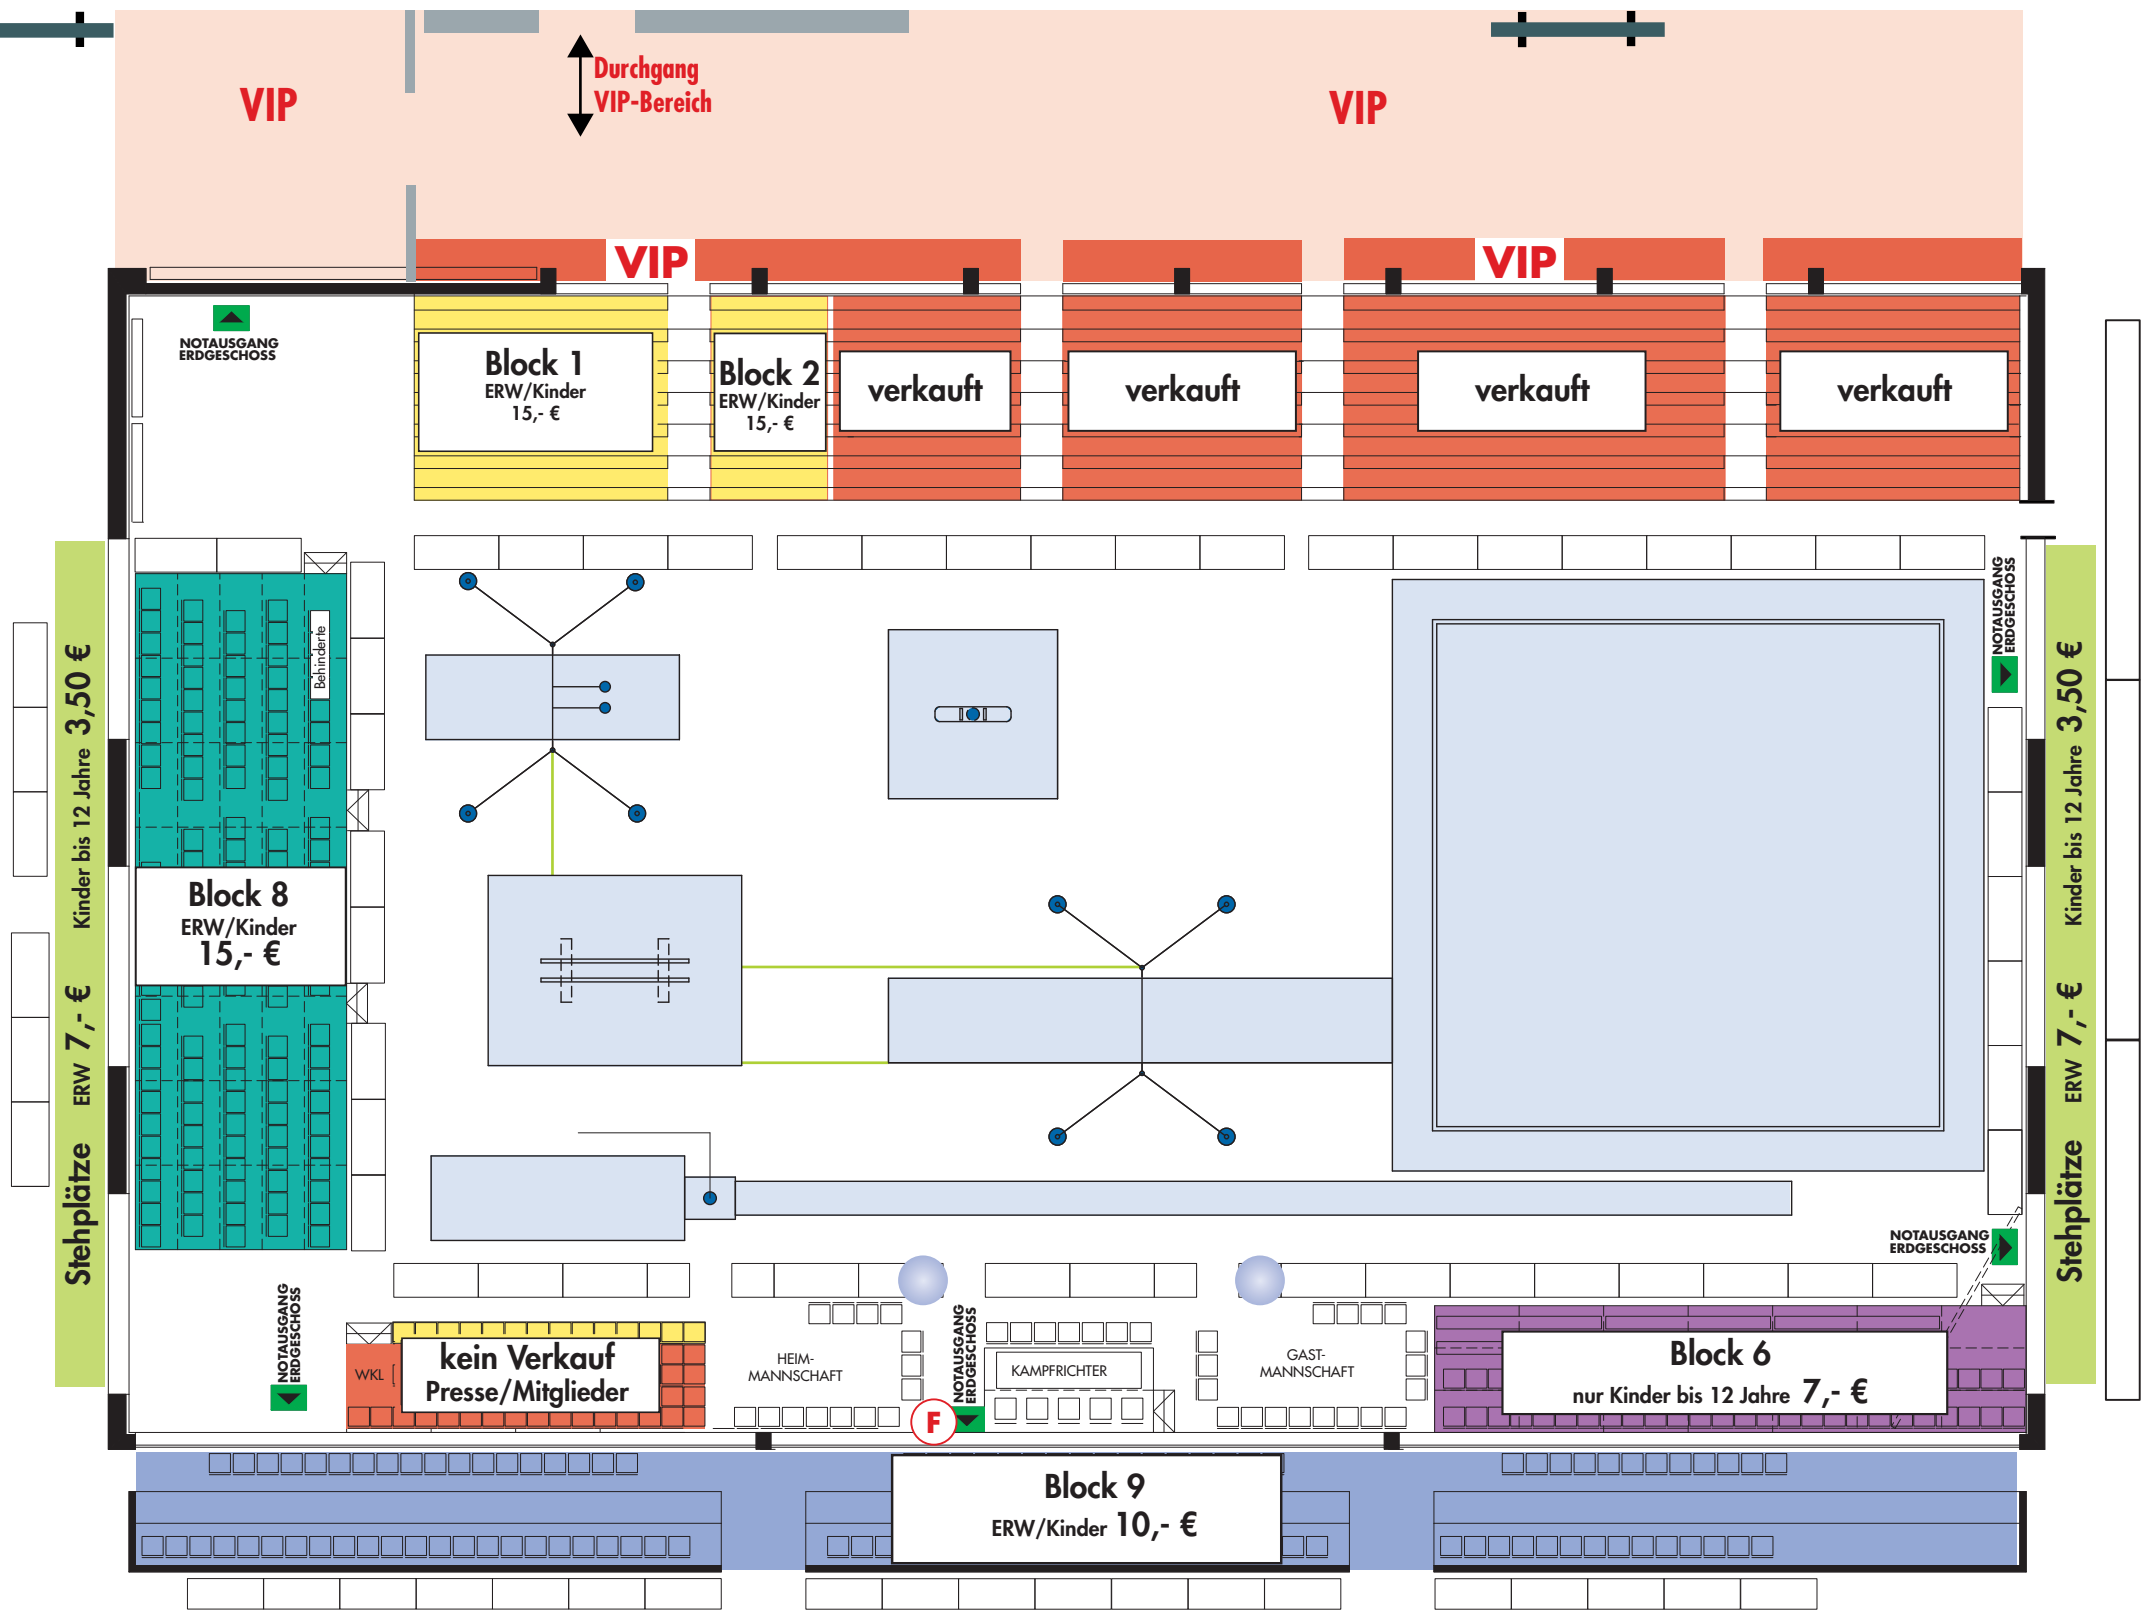 VIP
Durchgang
VIP-Bereich
VIP
VIP
VIP
NOTAUSGANG
ERDGESCHOSS
Block 1
ERW/Kinder
15,- €
Block 2
ERW/Kinder
15,- €
verkauft
verkauft
verkauft
verkauft
Stehplätze ERW 7,- € Kinder bis 12 Jahre 3,50 €
Behinderte
Block 8
ERW/Kinder
15,- €
NOTAUSGANG
ERDGESCHOSS
Stehplätze ERW 7,- € Kinder bis 12 Jahre 3,50 €
NOTAUSGANG
ERDGESCHOSS
NOTAUSGANG
ERDGESCHOSS
WKL
kein Verkauf
Presse/Mitglieder
HEIM-
MANNSCHAFT
NOTAUSGANG
ERDGESCHOSS
F
KAMPFRICHTER
GAST-
MANNSCHAFT
Block 6
nur Kinder bis 12 Jahre 7,- €
Block 9
ERW/Kinder 10,- €